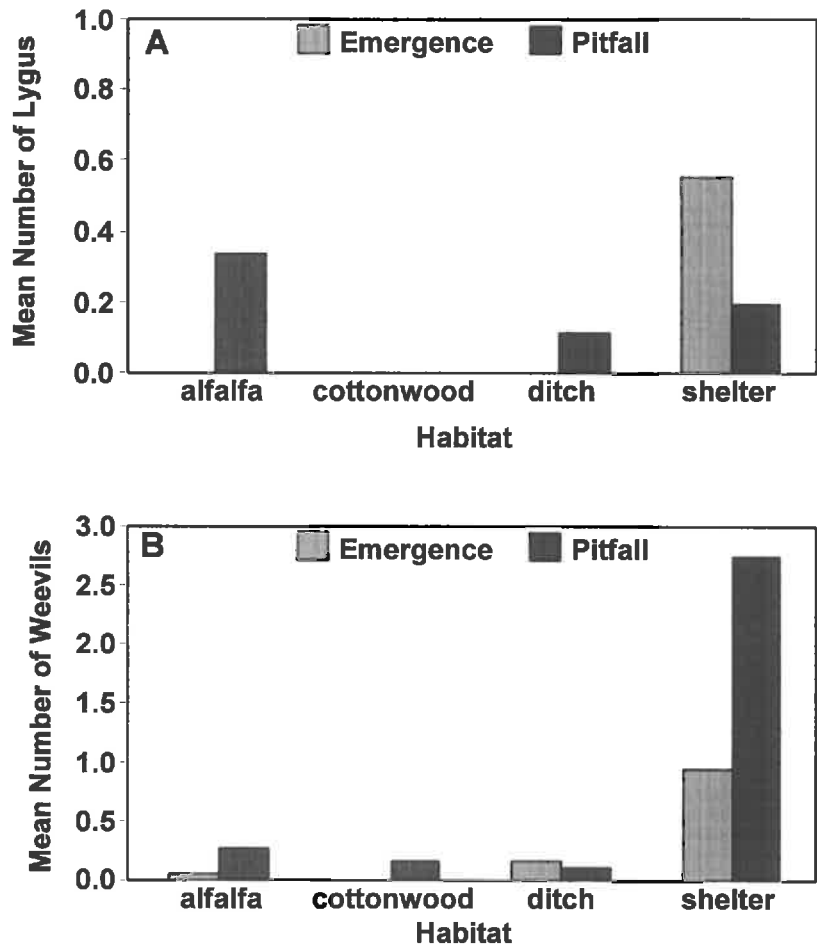 A
Emergence Pitfall
Mean Number of Lygus
1.0
0.8
0.6
0.4
0.2
0.0
alfalfa cottonwood ditch shelter
Habitat
B
Emergence Pitfall
Mean Number of Weevils
3.0
2.5
2.0
1.5
1.0
0.5
0.0
alfalfa cottonwood ditch shelter
Habitat